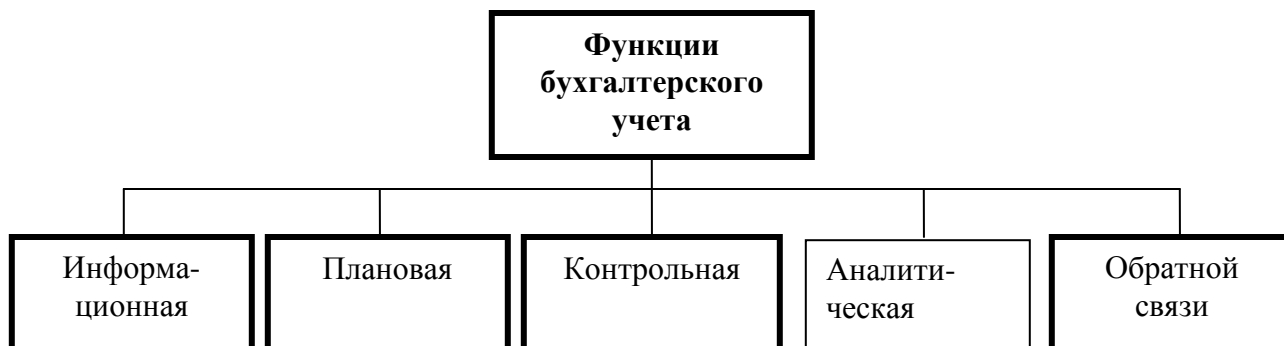 Функции
бухгалтерского
учета
Информа-
ционная
Плановая
Контрольная
Аналити-
ческая
Обратной
связи